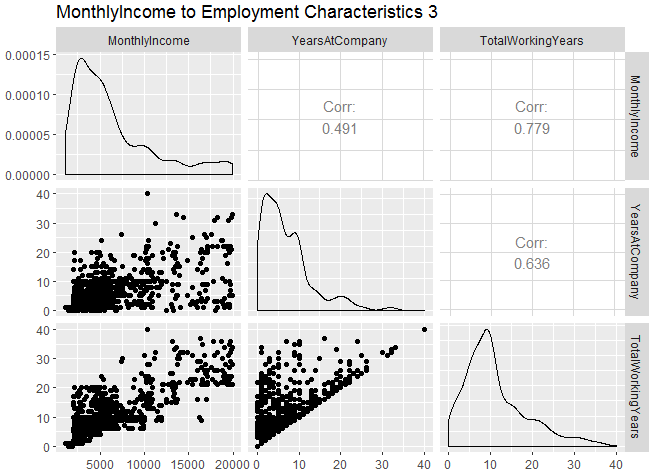 MonthlyIncome to Employment Characteristics 3
MonthlyIncome YearsAtCompany TotalWorkingYears
0.00015
0.00010
0.00005
0.00000
Corr:
0.491
Corr:
0.779
MonthlyIncome
40
30
20
10
0
Corr:
0.636
YearsAtCompany
40
30
20
10
0
TotalWorkingYears
5000 10000 15000 20000 0 10 20 30 40 0 10 20 30 40